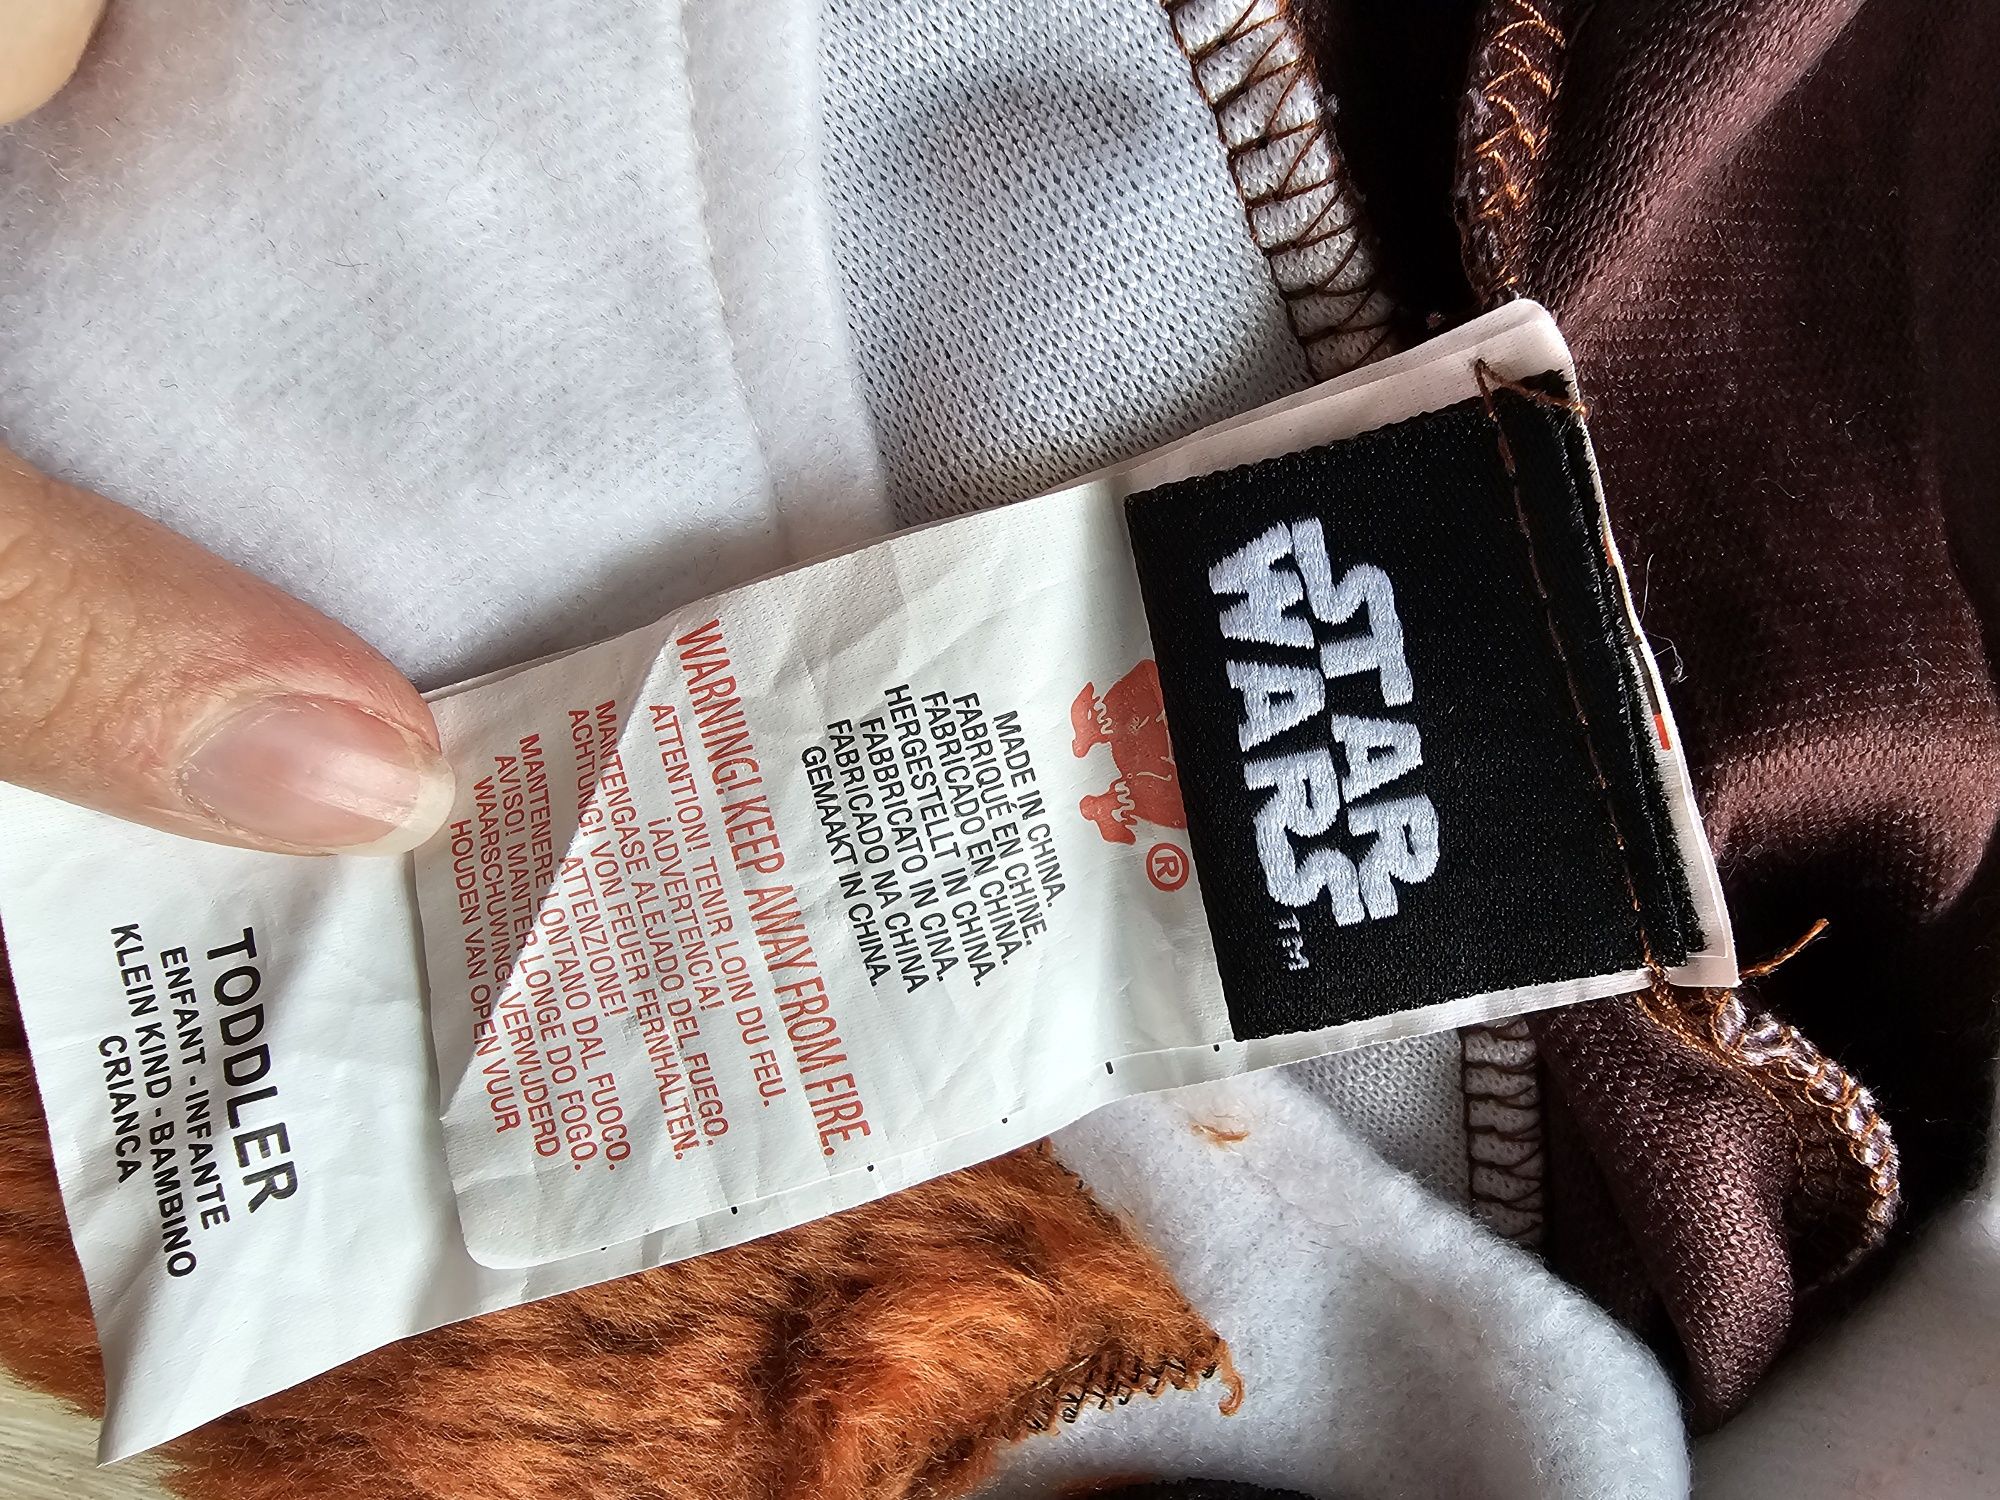 STAR
WARS
TM
®
MADE IN CHINA.
FABRIQUÉ EN CHINE.
FABRICADO EN CHINA.
HERGESTELLT IN CHINA.
FABBRICATO IN CINA.
FABRICADO NA CHINA
GEMAAKT IN CHINA.
WARNING! KEEP AWAY FROM FIRE.
ATTENTION! TENIR LOIN DU FEU.
¡ADVERTENCIA!
MANTENGASE ALEJADO DEL FUEGO.
ACHTUNG! VON FEUER FERNHALTEN.
ATTENZIONE!
MANTENERE LONTANO DAL FUOCO.
AVISO! MANTER LONGE DO FOGO.
WAARSCHUWING! VERWIJDERD
HOUDEN VAN OPEN VUUR
TODDLER
ENFANT - INFANTE
KLEIN KIND - BAMBINO
CRIANCA